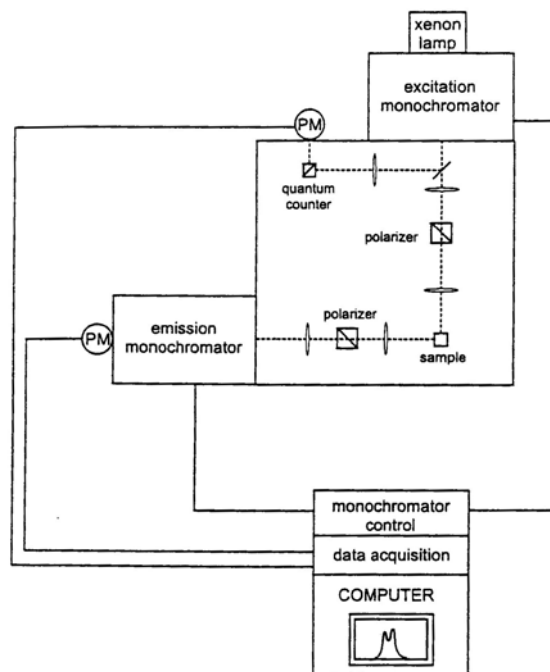 xenon
lamp
excitation
monochromator
PM
quantum
counter
polarizer
polarizer
emission
monochromator
PM
sample
monochromator
control
data acquisition
COMPUTER